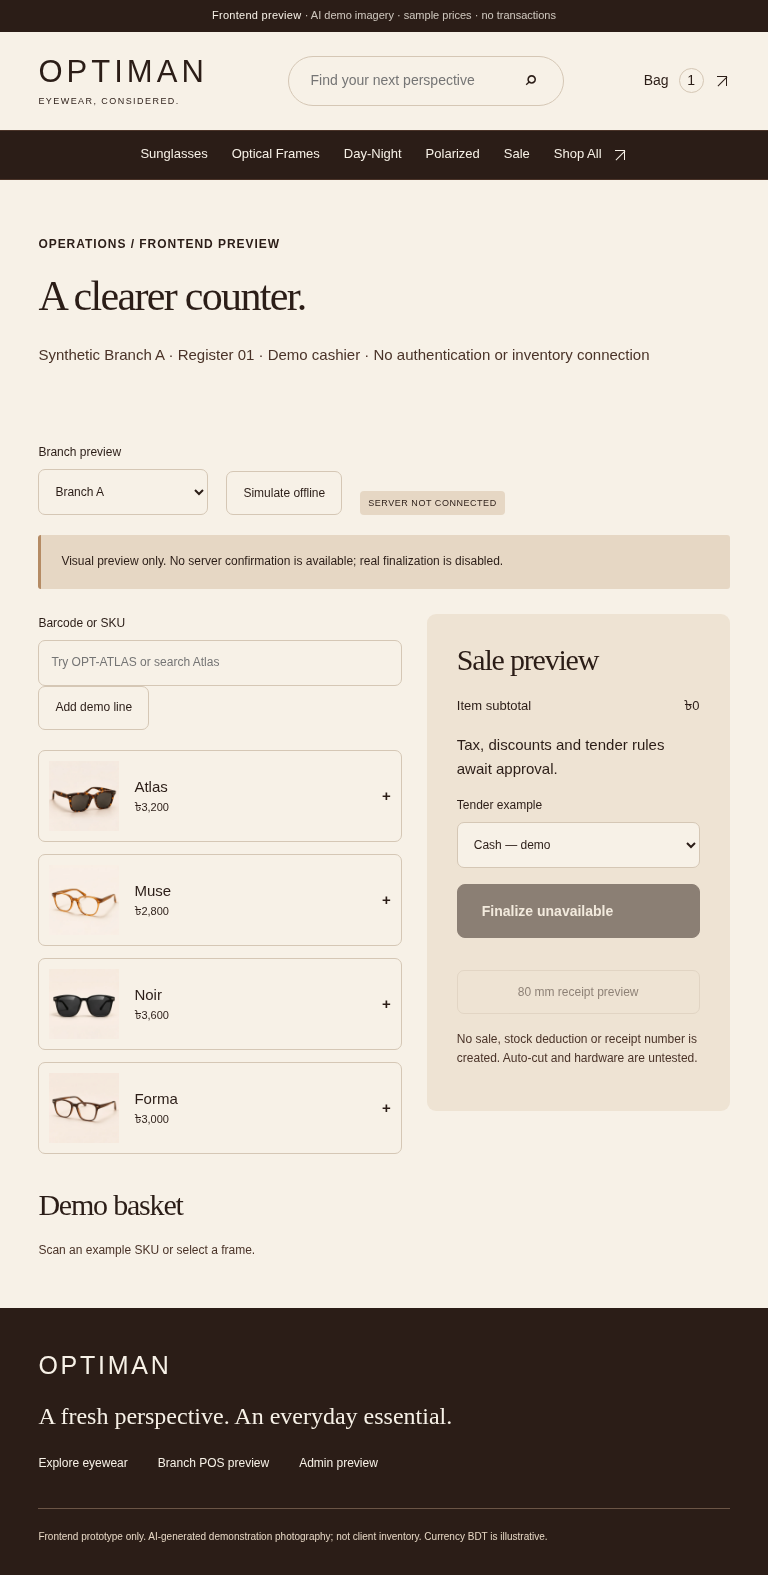 Frontend preview · AI demo imagery · sample prices · no transactions
OPTIMAN
EYEWEAR, CONSIDERED.
Find your next perspective
Bag 1
Sunglasses Optical Frames Day-Night Polarized Sale Shop All
OPERATIONS / FRONTEND PREVIEW
A clearer counter.
Synthetic Branch A · Register 01 · Demo cashier · No authentication or inventory connection
Branch preview
Branch A
Simulate offline
SERVER NOT CONNECTED
Visual preview only. No server confirmation is available; real finalization is disabled.
Barcode or SKU
Try OPT-ATLAS or search Atlas
Add demo line
Atlas
৳3,200
+
Muse
৳2,800
+
Noir
৳3,600
+
Forma
৳3,000
+
Sale preview
Item subtotal ৳0
Tax, discounts and tender rules
await approval.
Tender example
Cash — demo
Finalize unavailable
80 mm receipt preview
No sale, stock deduction or receipt number is
created. Auto-cut and hardware are untested.
Demo basket
Scan an example SKU or select a frame.
OPTIMAN
A fresh perspective. An everyday essential.
Explore eyewear Branch POS preview Admin preview
Frontend prototype only. AI-generated demonstration photography; not client inventory. Currency BDT is illustrative.